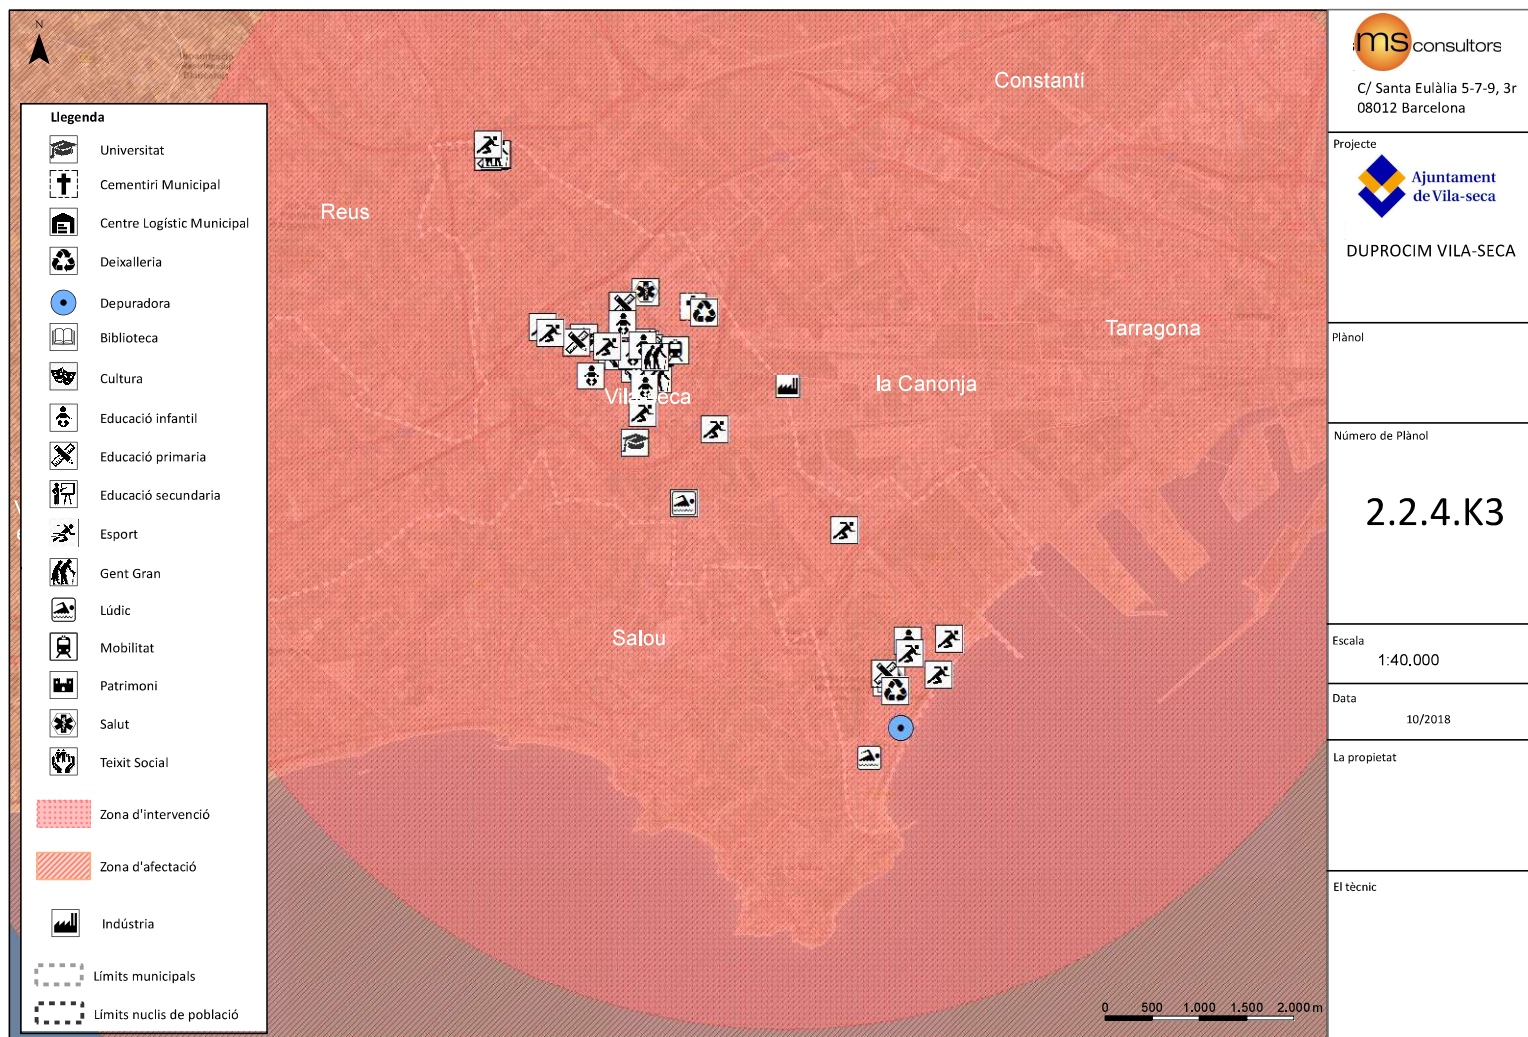 N
Llegenda
Universitat
Cementiri Municipal
Centre Logístic Municipal
Deixalleria
Depuradora
Biblioteca
Cultura
Educació infantil
Educació primaria
Educació secundaria
Esport
Gent Gran
Lúdic
Mobilitat
Patrimoni
Salut
Teixit Social
Zona d'intervenció
Zona d'afectació
Indústria
Límits municipals
Límits nuclis de població
Constantí
Reus
Tarragona
la Canonja
Vila-seca
Salou
0 500 1.000 1.500 2.000 m
ms consultors
C/ Santa Eulàlia 5-7-9, 3r
08012 Barcelona
Projecte
Ajuntament
de Vila-seca
DUPROCIM VILA-SECA
Plànol
Número de Plànol
2.2.4.K3
Escala
1:40.000
Data
10/2018
La propietat
El tècnic